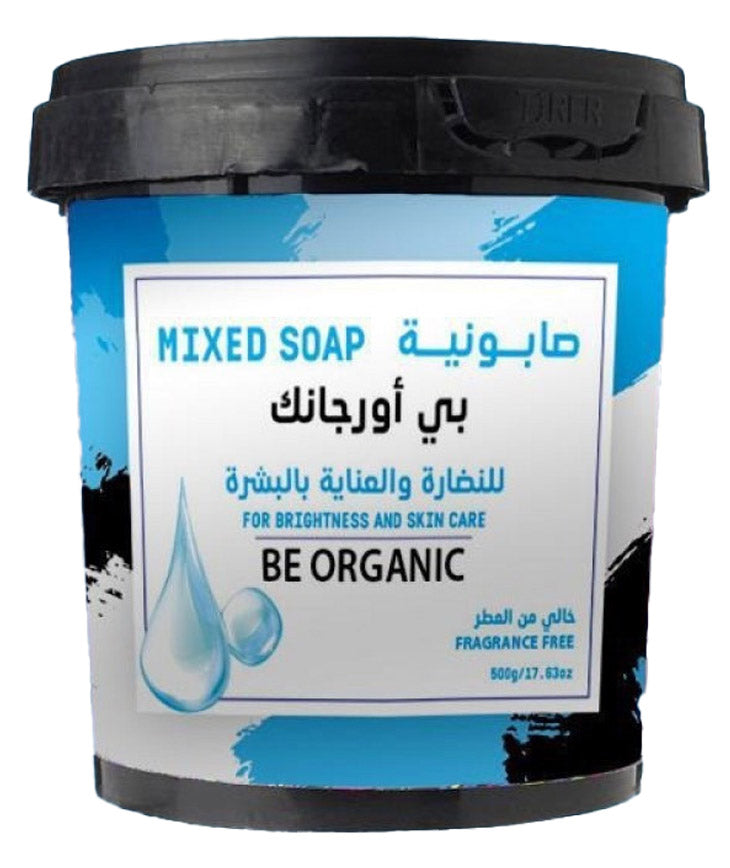 MIXED SOAP صابونية
بي أورجانك
للنضارة والعناية بالبشرة
FOR BRIGHTNESS AND SKIN CARE
BE ORGANIC
خالي من العطر
FRAGRANCE FREE
500g/17.63oz